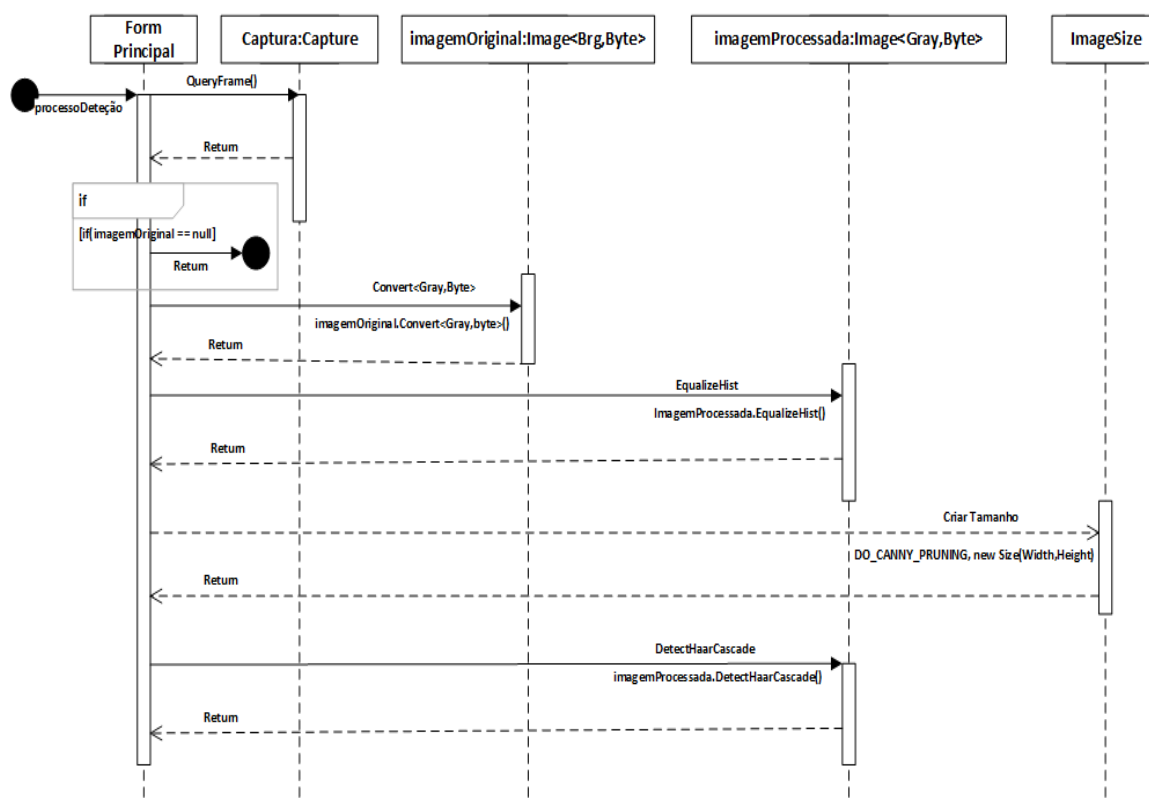 Form
Principal
Captura:Capture
imagemOriginal:Image<Brg,Byte>
imagemProcessada:Image<Gray,Byte>
ImageSize
QueryFrame()
processoDeteção
Return
if
[if(imagemOriginal == null]
Return
Convert<Gray,Byte>
imagemOriginal.Convert<Gray,byte>()
Return
EqualizeHist
ImagemProcessada.EqualizeHist()
Return
Criar Tamanho
DO_CANNY_PRUNING, new Size(Width,Height)
Return
DetectHaarCascade
imagemProcessada.DetectHaarCascade()
Return